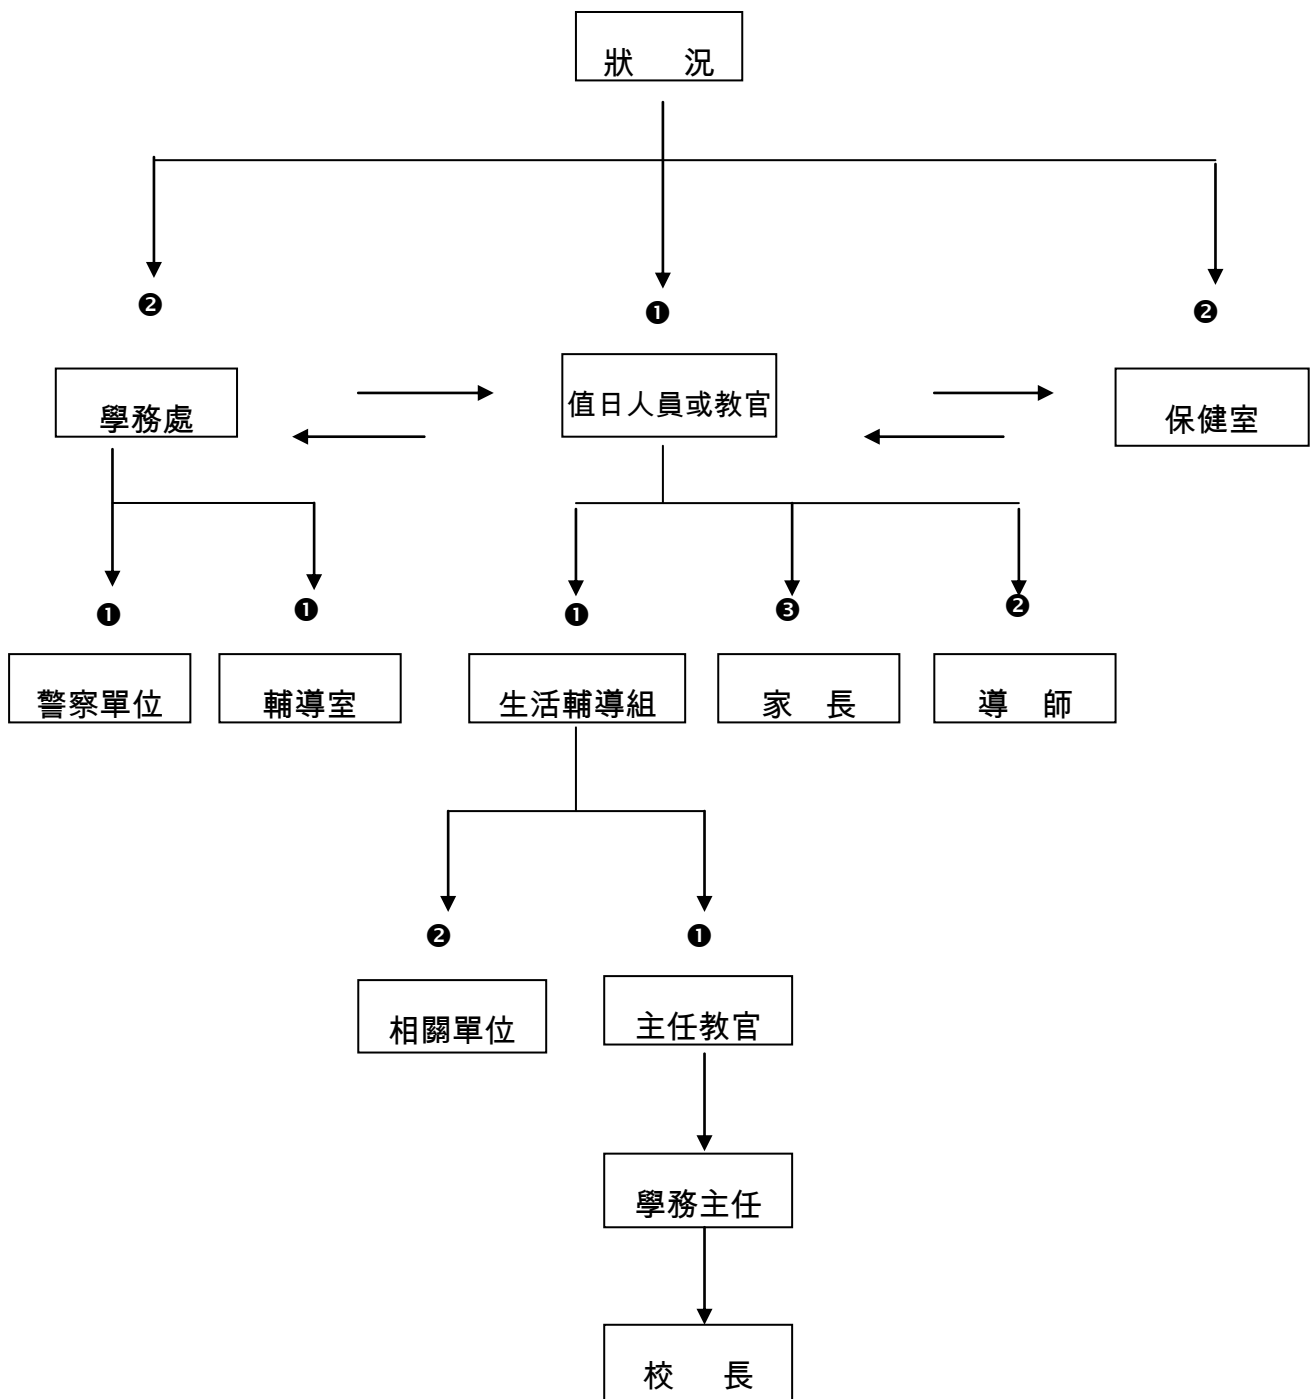 狀 況
❷
❶
❷
學務處
值日人員或教官
保健室
❶
❶
❶
❸
❷
警察單位
輔導室
生活輔導組
家 長
導 師
❷
❶
相關單位
主任教官
學務主任
校 長